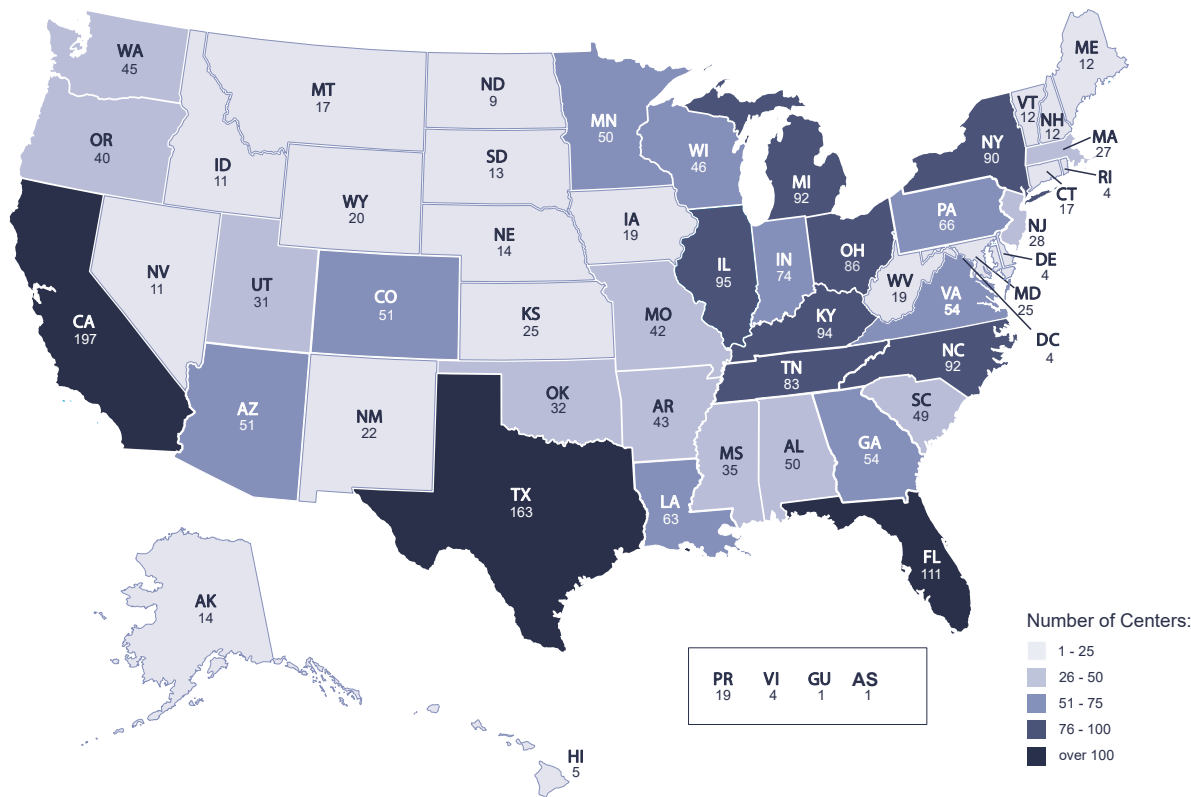 WA
45
OR
40
CA
197
ID
11
NV
11
MT
17
WY
20
UT
31
AZ
51
CO
51
NM
22
ND
9
SD
13
NE
14
KS
25
OK
32
TX
163
MN
50
IA
19
MO
42
AR
43
LA
63
WI
46
IL
95
MI
92
IN
74
OH
86
KY
94
TN
83
MS
35
AL
50
GA
54
FL
111
SC
49
NC
92
VA
54
WV
19
PA
66
NY
90
VT
12
NH
12
ME
12
MA
27
RI
4
CT
17
NJ
28
DE
4
MD
25
DC
4
AK
14
HI
5
PR
19
VI
4
GU
1
AS
1
Number of Centers:
1 - 25
26 - 50
51 - 75
76 - 100
over 100